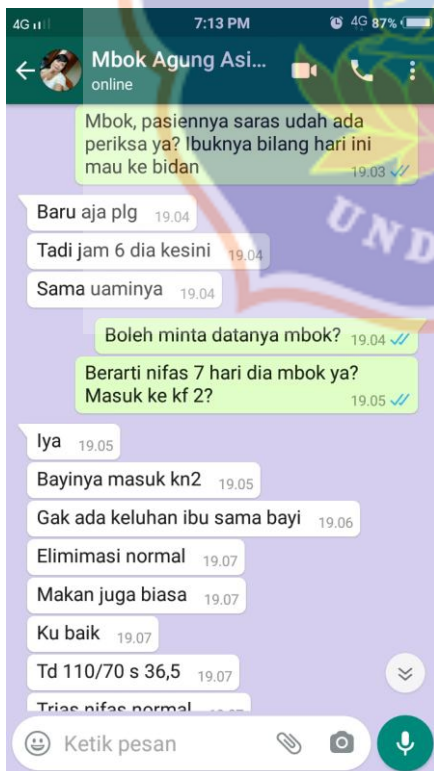 4G 7:13 PM 4G 87%
Mbok Agung Asi...
online
Mbok, pasiennya saras udah ada
periksa ya? Ibuknya bilang hari ini
mau ke bidan
19.03
UND
Baru aja plg 19.04
Tadi jam 6 dia kesini 19.04
Sama uaminya 19.04
Boleh minta datanya mbok? 19.04
Berarti nifas 7 hari dia mbok ya?
Masuk ke kf 2?
19.05
Iya 19.05
Bayinya masuk kn2 19.05
Gak ada keluhan ibu sama bayi 19.06
Elimimasi normal 19.07
Makan juga biasa 19.07
Ku baik 19.07
Td 110/70 s 36,5 19.07
Trias nifas normal
Ketik pesan